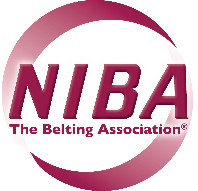 NIBA
The Belting Association®